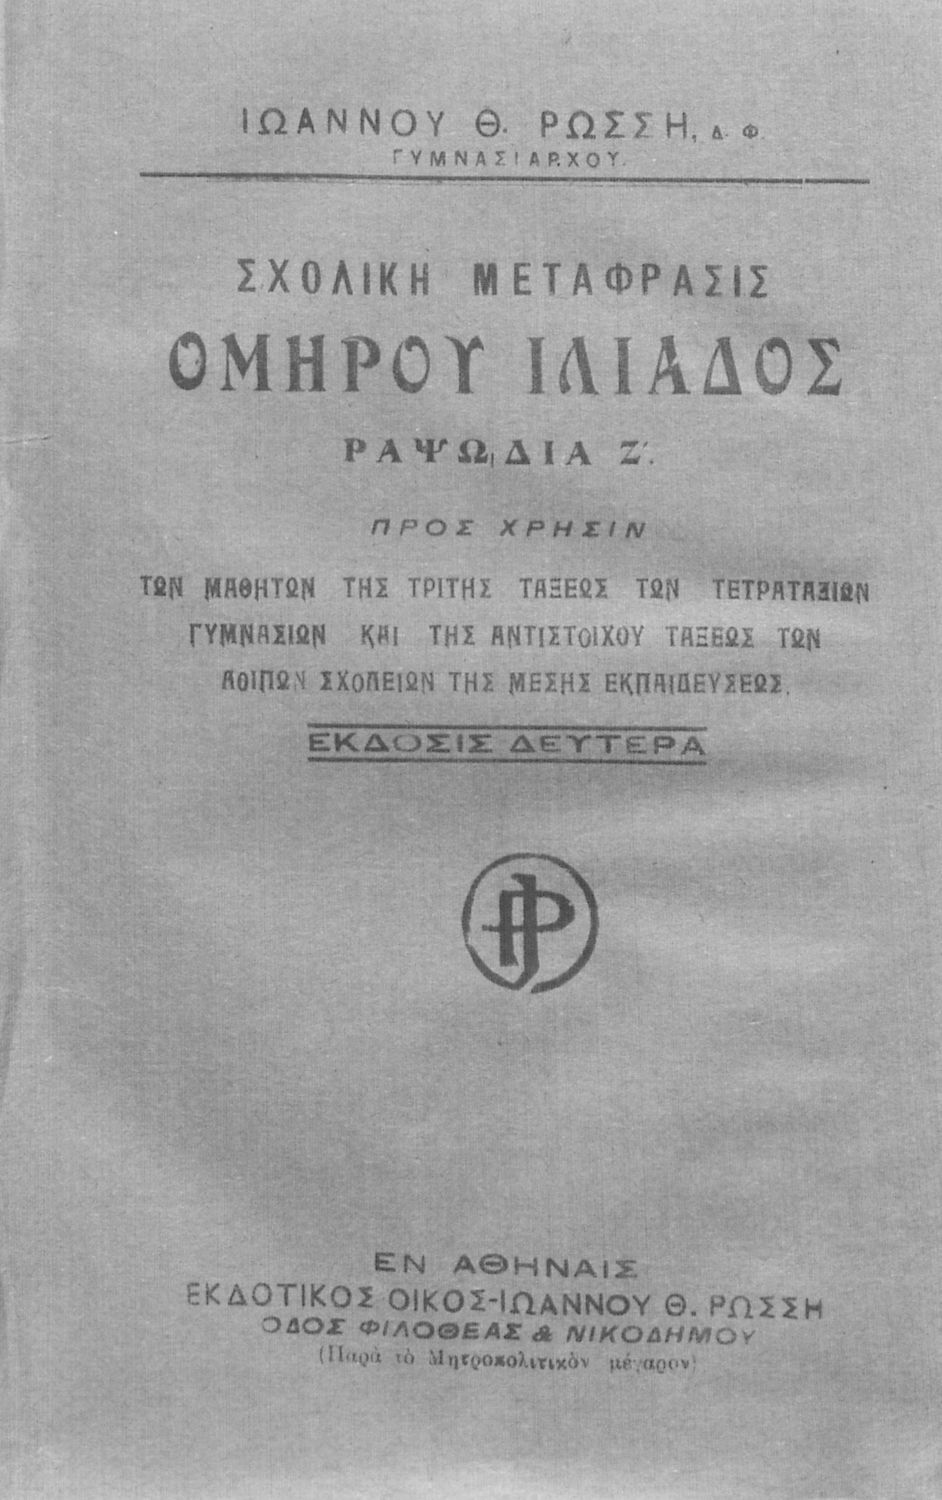 ΙΩΑΝΝΟΥ Θ. ΡΩΣΣΗ, Δ. Φ.
ΓΥΜΝΑΣΙΑΡΧΟΥ.
ΣΧΟΛΙΚΗ ΜΕΤΑΦΡΑΣΙΣ
ΟΜΗΡΟΥ ΙΛΙΑΔΟΣ
ΡΑΨῼΔΙΑ Ζ΄.
ΠΡΟΣ ΧΡΗΣΙΝ
ΤΩΝ ΜΑΘΗΤΩΝ ΤΗΣ ΤΡΙΤΗΣ ΤΑΞΕΩΣ ΤΩΝ ΤΕΤΡΑΤΑΞΙΩΝ
ΓΥΜΝΑΣΙΩΝ ΚΑΙ ΤΗΣ ΑΝΤΙΣΤΟΙΧΟΥ ΤΑΞΕΩΣ ΤΩΝ
ΛΟΙΠΩΝ ΣΧΟΛΕΙΩΝ ΤΗΣ ΜΕΣΗΣ ΕΚΠΑΙΔΕΥΣΕΩΣ.
ΕΚΔΟΣΙΣ ΔΕΥΤΕΡΑ
ΕΝ ΑΘΗΝΑΙΣ
ΕΚΔΟΤΙΚΟΣ ΟΙΚΟΣ-ΙΩΑΝΝΟΥ Θ. ΡΩΣΣΗ
ΟΔΟΣ ΦΙΛΟΘΕΑΣ & ΝΙΚΟΔΗΜΟΥ
(Παρὰ τὸ Μητροπολιτικὸν μέγαρον)